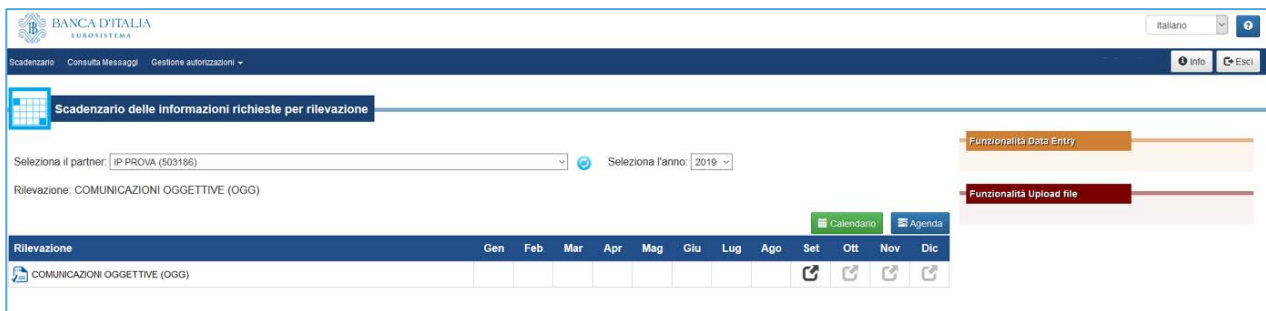 BANCA D'ITALIA
EUROSISTEMA
Italiano
Scadenzario Consulta Messaggi Gestione autorizzazioni
Info Esci
Scadenzario delle informazioni richieste per rilevazione
Funzionalità Data Entry
Seleziona il partner: IP PROVA (503186) Seleziona l'anno: 2019
Rilevazione: COMUNICAZIONI OGGETTIVE (OGG)
Funzionalità Upload file
Calendario Agenda
Rilevazione Gen Feb Mar Apr Mag Giu Lug Ago Set Ott Nov Dic
COMUNICAZIONI OGGETTIVE (OGG)